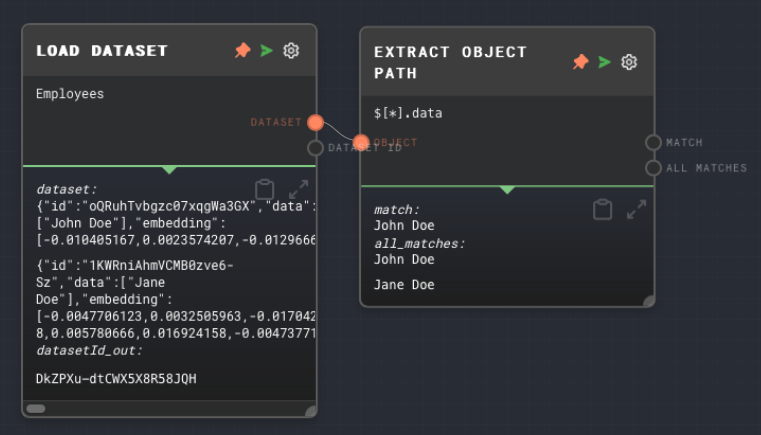 LOAD DATASET
Employees
DATASET
DATASET ID
dataset:
{"id":"oQRuhTvbgzc07xqgWa3GX","data":
["John Doe"],"embedding":
[-0.010405167,0.0023574207,-0.0129666
{"id":"1KWRniAhmVCMB0zve6-
Sz","data":["Jane
Doe"],"embedding":
[-0.0047706123,0.0032505963,-0.017042
8,0.005780666,0.016924158,-0.00473771
datasetId_out:
DkZPXu-dtCWX5X8R58JQH
EXTRACT OBJECT
PATH
$[*].data
OBJECT
MATCH
ALL MATCHES
match:
John Doe
all_matches:
John Doe
Jane Doe